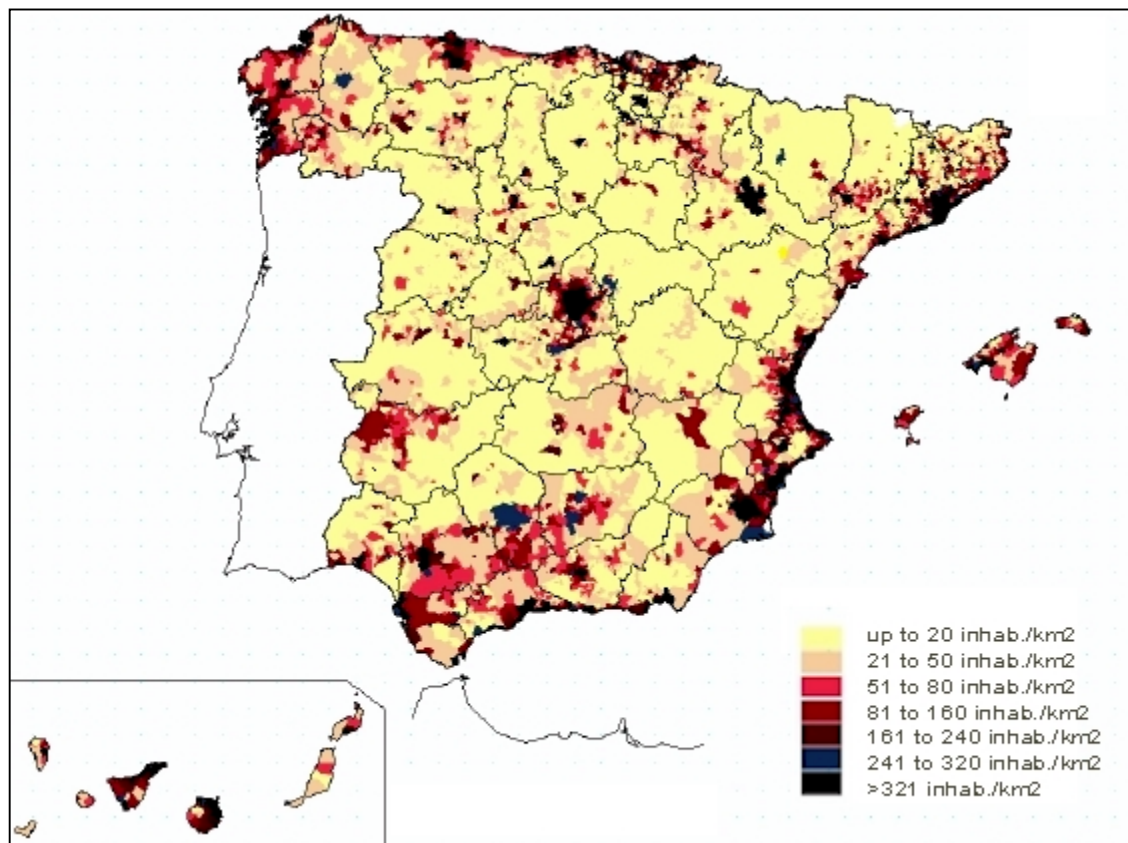 up to 20 inhab./km2
21 to 50 inhab./km2
51 to 80 inhab./km2
81 to 160 inhab./km2
161 to 240 inhab./km2
241 to 320 inhab./km2
>321 inhab./km2